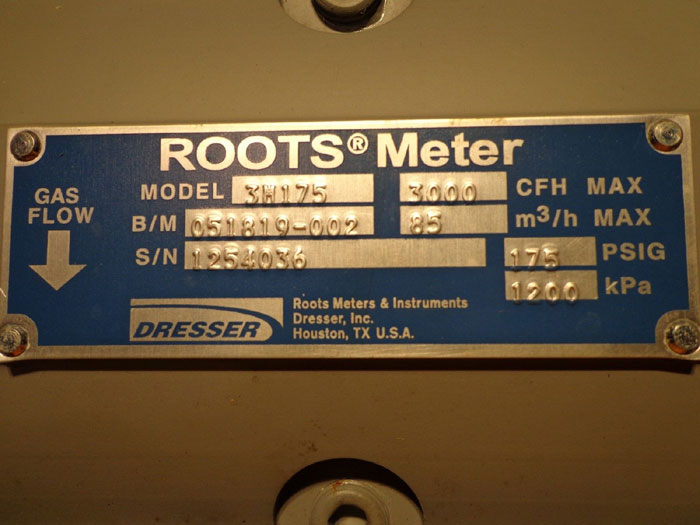 ROOTS® Meter
GAS FLOW
MODEL 3M175 3000 CFH MAX
B/M 051819-002 85 m³/h MAX
S/N 1254036 175 PSIG
1200 kPa
DRESSER
Roots Meters & Instruments
Dresser, Inc.
Houston, TX U.S.A.